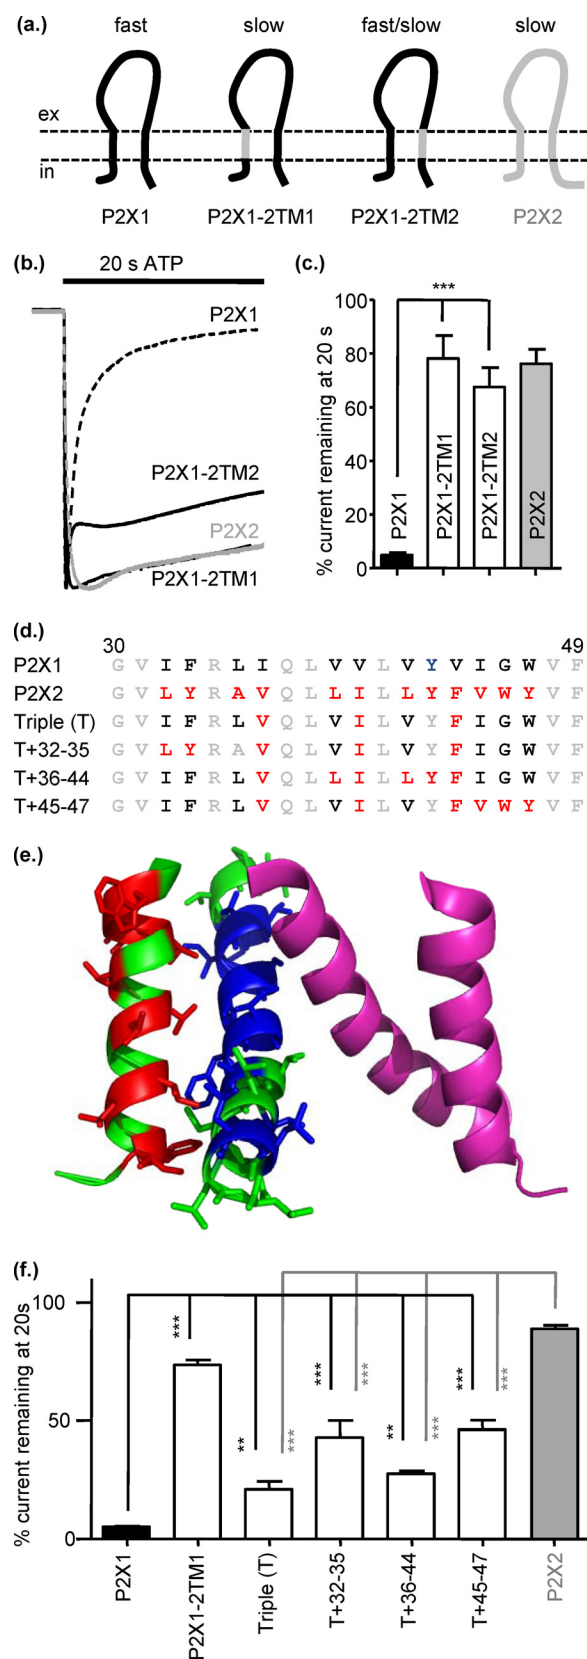 (a.)
fast slow fast/slow slow
ex
in
P2X1 P2X1-2TM1 P2X1-2TM2 P2X2
(b.)
20 s ATP
P2X1
P2X1-2TM2
P2X2
P2X1-2TM1
(c.)
***
100
80
60
40
20
0
% current remaining at 20 s
P2X1
P2X1-2TM1
P2X1-2TM2
P2X2
(d.)
30 49
P2X1 G V I F R L I Q L V V L V Y V I G W V F
P2X2 G V L Y R A V Q L L I L L Y F V W Y V F
Triple (T) G V I F R L V Q L V I L V Y F I G W V F
T+32-35 G V L Y R A V Q L V I L V Y F I G W V F
T+36-44 G V I F R L V Q L L I L L Y F I G W V F
T+45-47 G V I F R L V Q L V I L V Y F V W Y V F
(e.)
(f.)
100
50
0
% current remaining at 20s
*** ** *** *** *** ** *** *** ***
P2X1
P2X1-2TM1
Triple (T)
T+32-35
T+36-44
T+45-47
P2X2